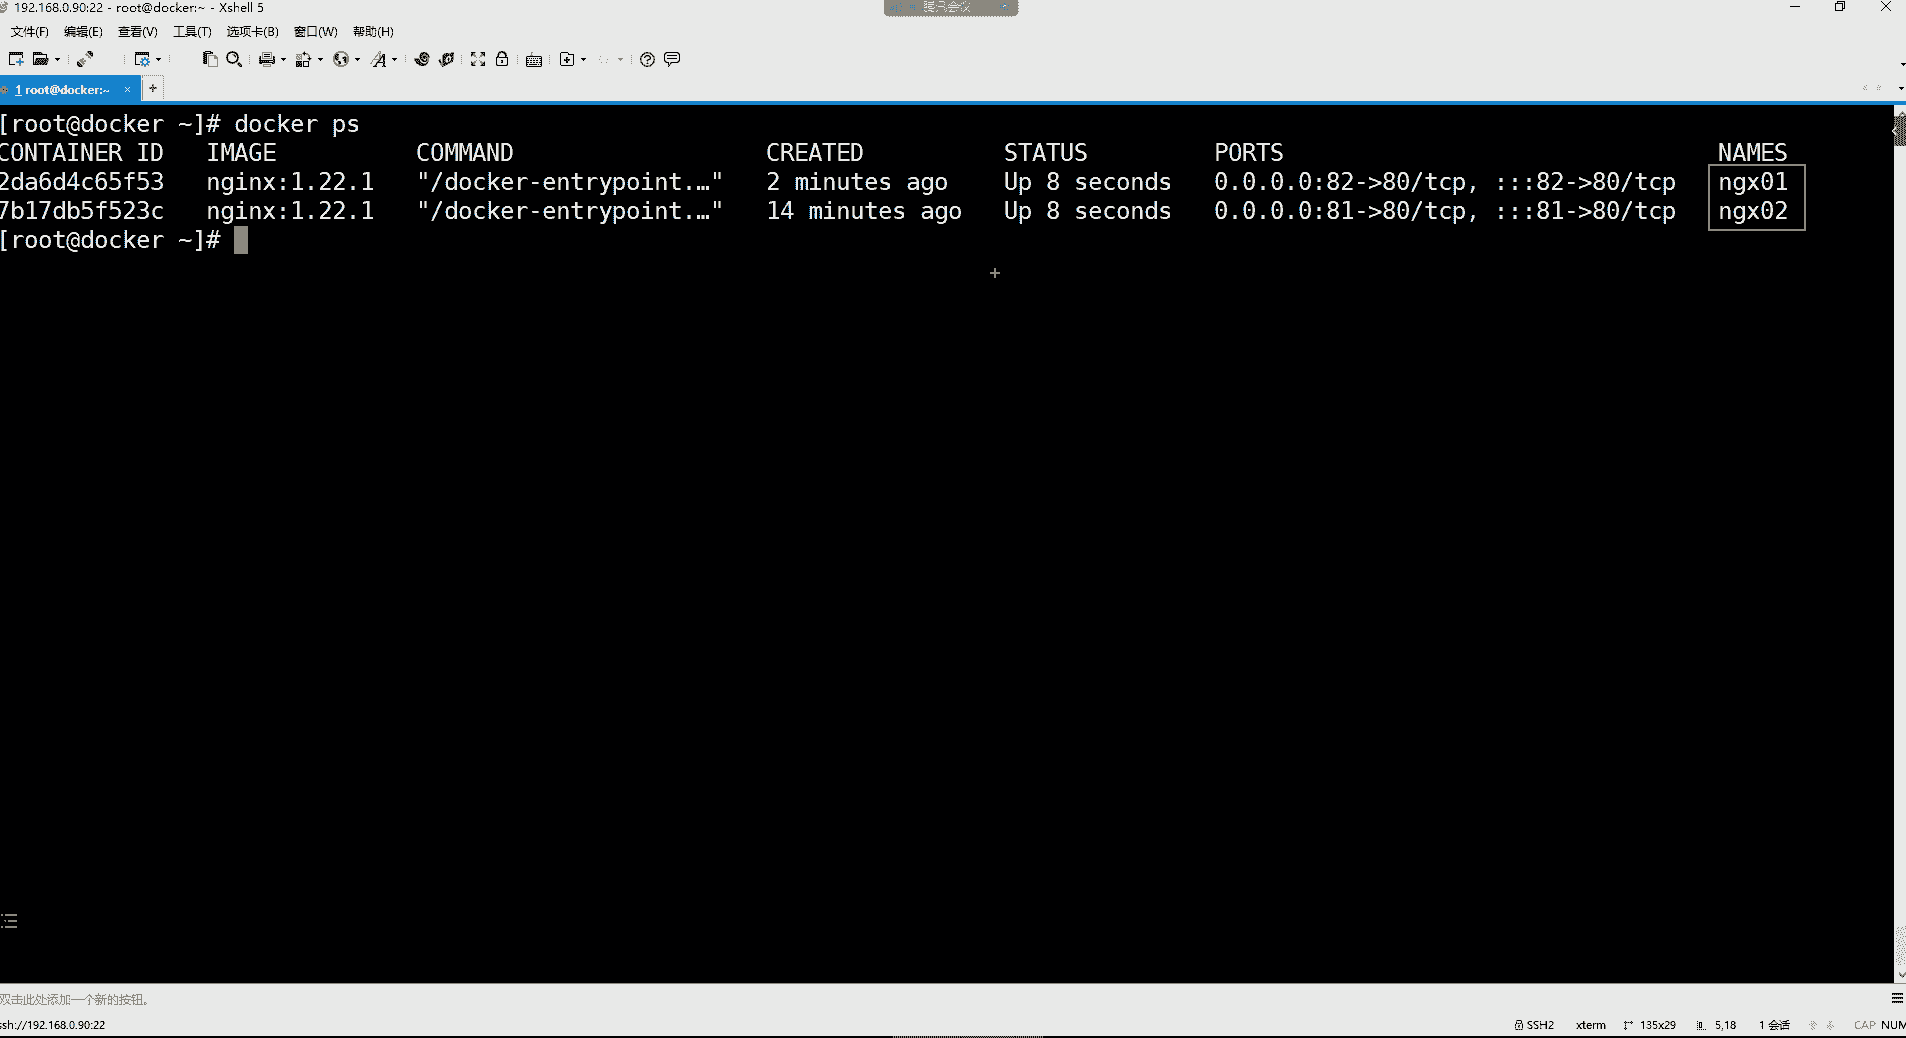 192.168.0.90:22 - root@docker:~ - Xshell 5
腾讯会议
文件(F) 编辑(E) 查看(V) 工具(T) 选项卡(B) 窗口(W) 帮助(H)
1 root@docker:~ × +
[root@docker ~]# docker ps
CONTAINER ID IMAGE COMMAND CREATED STATUS PORTS NAMES
2da6d4c65f53 nginx:1.22.1 "/docker-entrypoint.…" 2 minutes ago Up 8 seconds 0.0.0.0:82->80/tcp, :::82->80/tcp ngx01
7b17db5f523c nginx:1.22.1 "/docker-entrypoint.…" 14 minutes ago Up 8 seconds 0.0.0.0:81->80/tcp, :::81->80/tcp ngx02
[root@docker ~]#
双击此处添加一个新的按钮。
ssh://192.168.0.90:22 SSH2 xterm 135x29 5,18 1 会话 CAP NUM